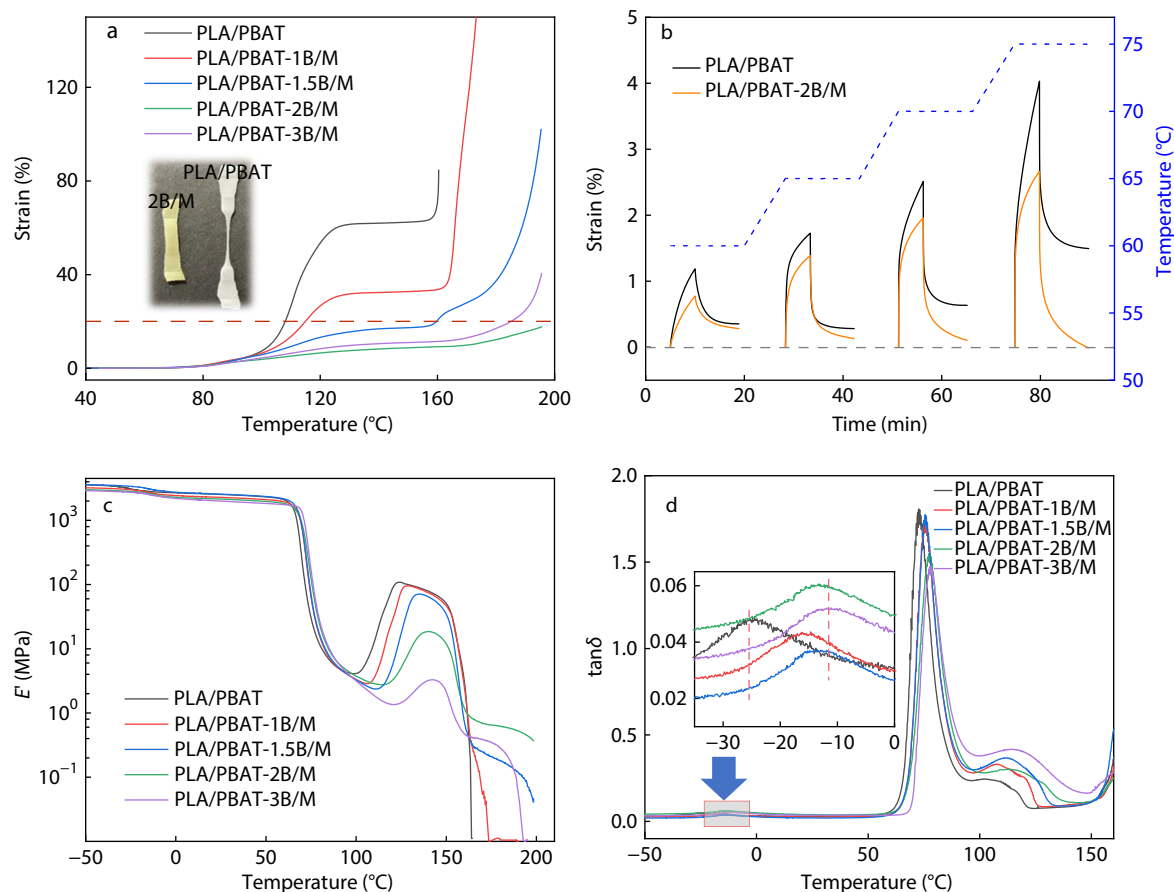 a
PLA/PBAT
PLA/PBAT-1B/M
PLA/PBAT-1.5B/M
PLA/PBAT-2B/M
PLA/PBAT-3B/M
PLA/PBAT
2B/M
120
80
40
0
Strain (%)
40
80
120
160
200
Temperature (°C)
b
PLA/PBAT
PLA/PBAT-2B/M
5
4
3
2
1
0
Strain (%)
75
70
65
60
55
50
Temperature (°C)
0
20
40
60
80
Time (min)
c
PLA/PBAT
PLA/PBAT-1B/M
PLA/PBAT-1.5B/M
PLA/PBAT-2B/M
PLA/PBAT-3B/M
10³
10²
10¹
10⁰
10⁻¹
E′ (MPa)
−50
0
50
100
150
200
Temperature (°C)
d
PLA/PBAT
PLA/PBAT-1B/M
PLA/PBAT-1.5B/M
PLA/PBAT-2B/M
PLA/PBAT-3B/M
2.0
1.5
1.0
0.5
0.0
tanδ
0.06
0.04
0.02
−30
−20
−10
0
−50
0
50
100
150
Temperature (°C)